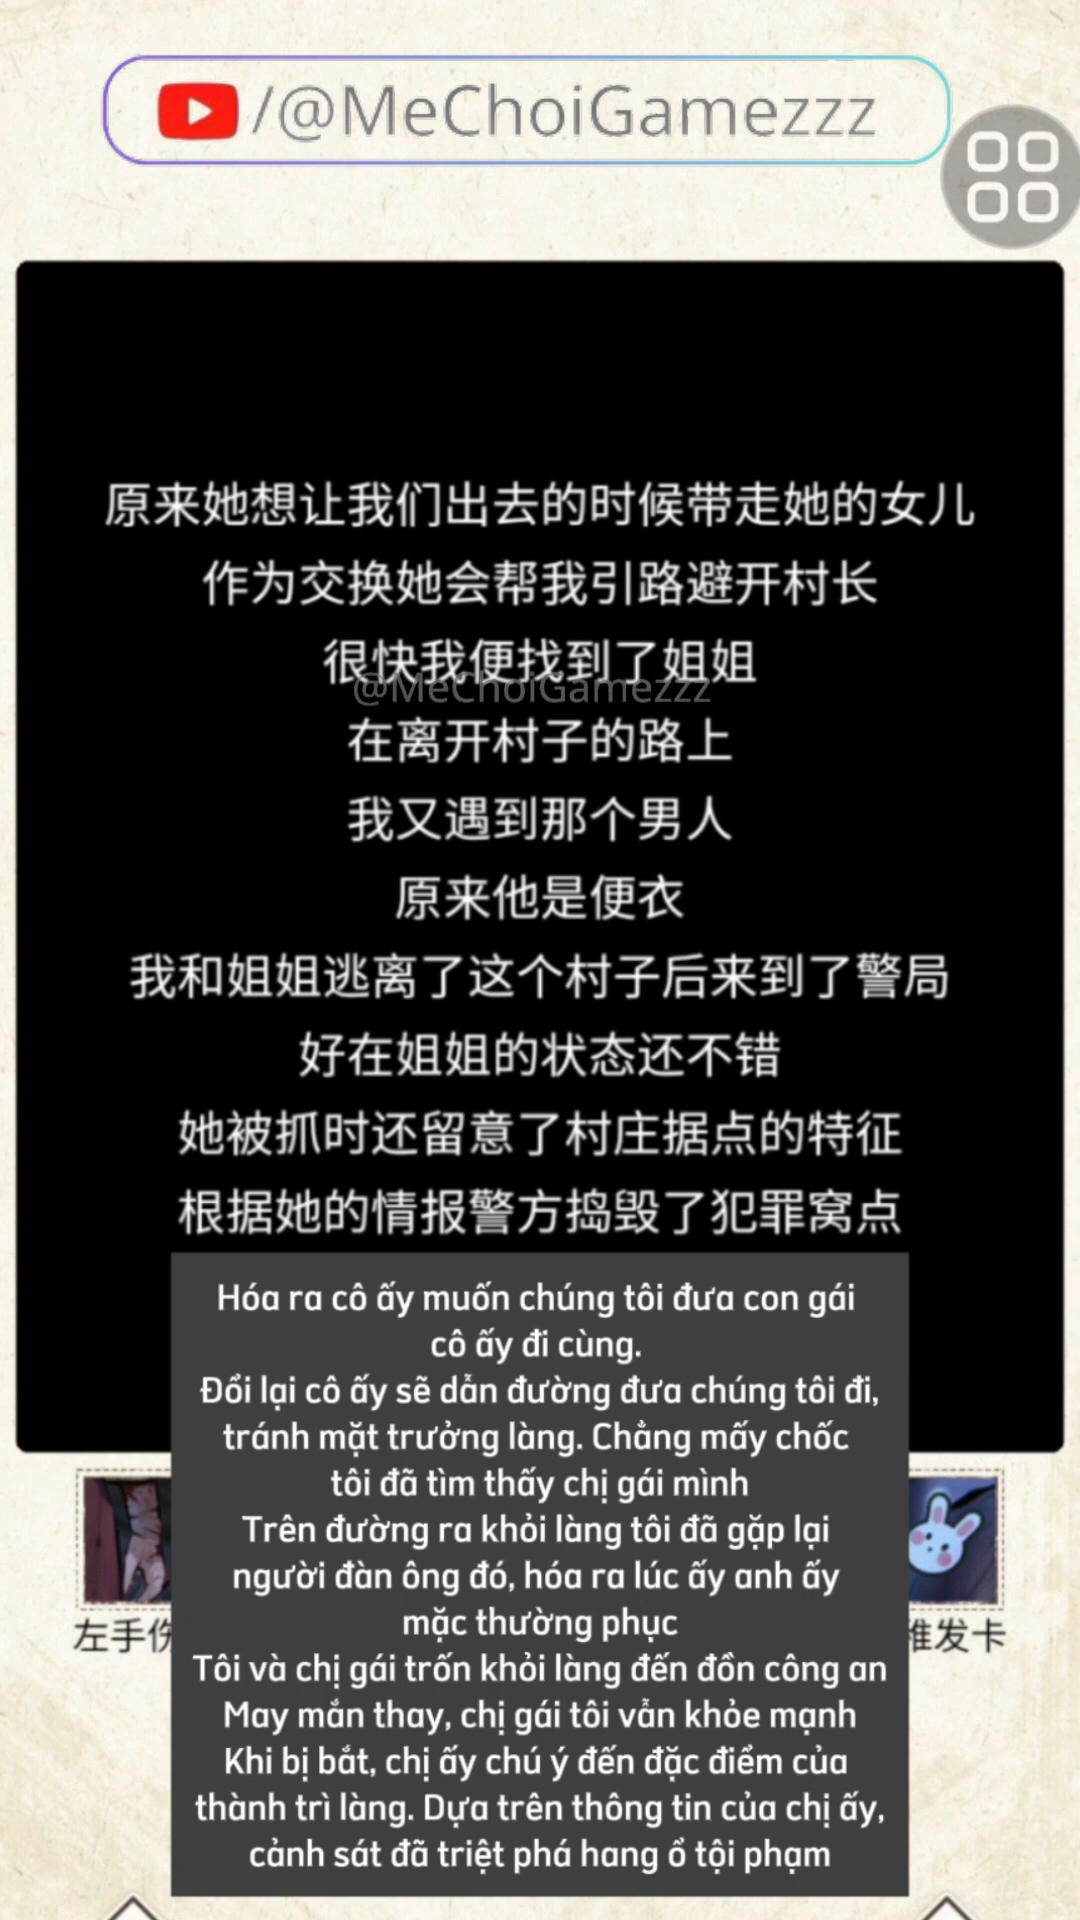 /@MeChoiGamezzz
原来她想让我们出去的时候带走她的女儿
作为交换她会帮我引路避开村长
很快我便找到了姐姐
@MeChoiGamezzz
在离开村子的路上
我又遇到那个男人
原来他是便衣
我和姐姐逃离了这个村子后来到了警局
好在姐姐的状态还不错
她被抓时还留意了村庄据点的特征
根据她的情报警方捣毁了犯罪窝点
Hóa ra cô ấy muốn chúng tôi đưa con gái
cô ấy đi cùng.
Đổi lại cô ấy sẽ dẫn đường đưa chúng tôi đi,
tránh mặt trưởng làng. Chẳng mấy chốc
tôi đã tìm thấy chị gái mình
Trên đường ra khỏi làng tôi đã gặp lại
người đàn ông đó, hóa ra lúc ấy anh ấy
mặc thường phục
Tôi và chị gái trốn khỏi làng đến đồn công an
May mắn thay, chị gái tôi vẫn khỏe mạnh
Khi bị bắt, chị ấy chú ý đến đặc điểm của
thành trì làng. Dựa trên thông tin của chị ấy,
cảnh sát đã triệt phá hang ổ tội phạm
左手
发卡